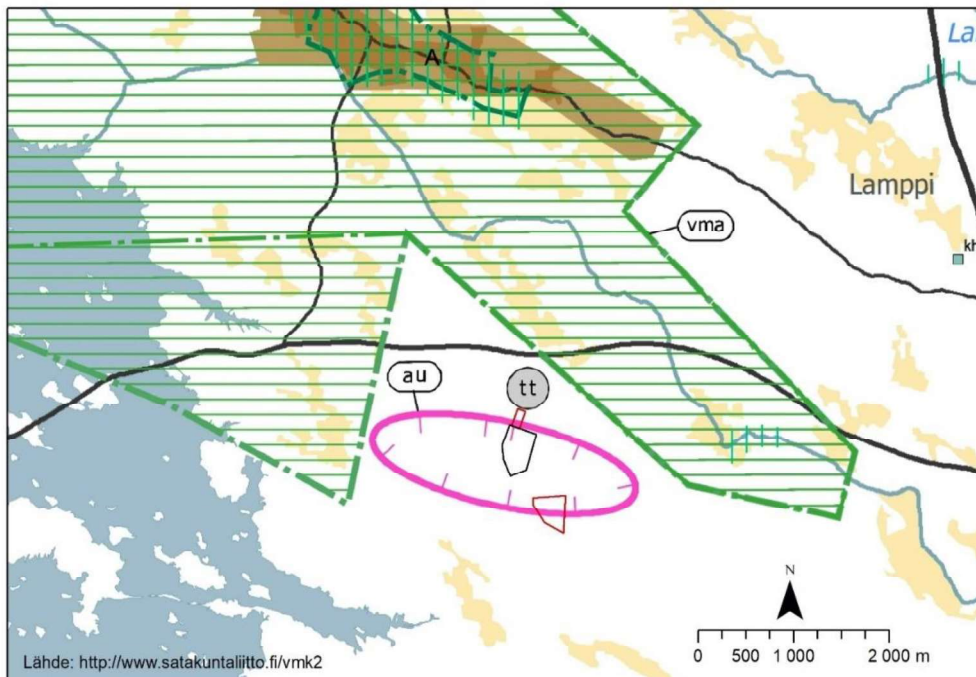 La
A
Lamppi
vma
kh
au
tt
N
0 500 1 000 2 000 m
Lähde: http://www.satakuntaliitto.fi/vmk2